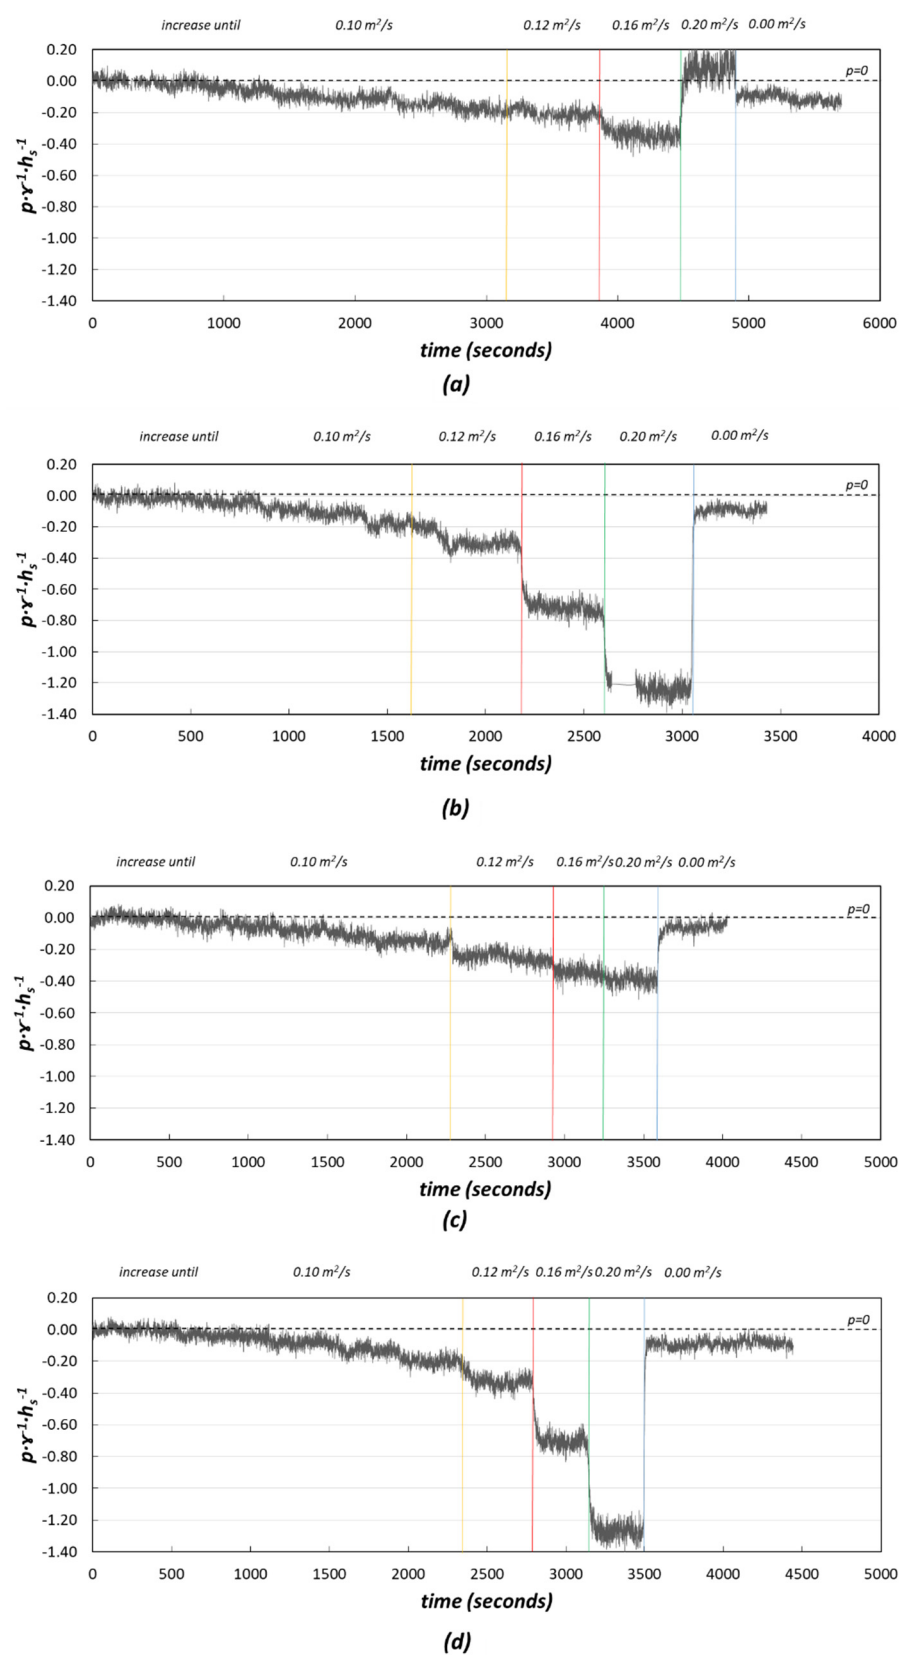 increase until 0.10 m²/s 0.12 m²/s 0.16 m²/s 0.20 m²/s 0.00 m²/s
0.20
0.00
-0.20
-0.40
-0.60
-0.80
-1.00
-1.20
-1.40
p·ɤ⁻¹·hₛ⁻¹
p=0
0 1000 2000 3000 4000 5000 6000
time (seconds)
(a)
increase until 0.10 m²/s 0.12 m²/s 0.16 m²/s 0.20 m²/s 0.00 m²/s
0.20
0.00
-0.20
-0.40
-0.60
-0.80
-1.00
-1.20
-1.40
p·ɤ⁻¹·hₛ⁻¹
p=0
0 500 1000 1500 2000 2500 3000 3500 4000
time (seconds)
(b)
increase until 0.10 m²/s 0.12 m²/s 0.16 m²/s 0.20 m²/s 0.00 m²/s
0.20
0.00
-0.20
-0.40
-0.60
-0.80
-1.00
-1.20
-1.40
p·ɤ⁻¹·hₛ⁻¹
p=0
0 500 1000 1500 2000 2500 3000 3500 4000 4500 5000
time (seconds)
(c)
increase until 0.10 m²/s 0.12 m²/s 0.16 m²/s 0.20 m²/s 0.00 m²/s
0.20
0.00
-0.20
-0.40
-0.60
-0.80
-1.00
-1.20
-1.40
p·ɤ⁻¹·hₛ⁻¹
p=0
0 500 1000 1500 2000 2500 3000 3500 4000 4500 5000
time (seconds)
(d)